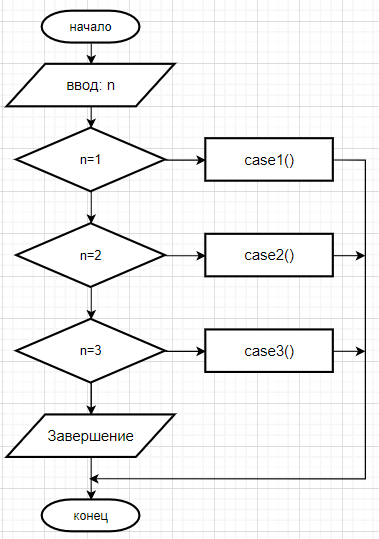 начало
ввод: n
n=1
case1()
n=2
case2()
n=3
case3()
Завершение
конец